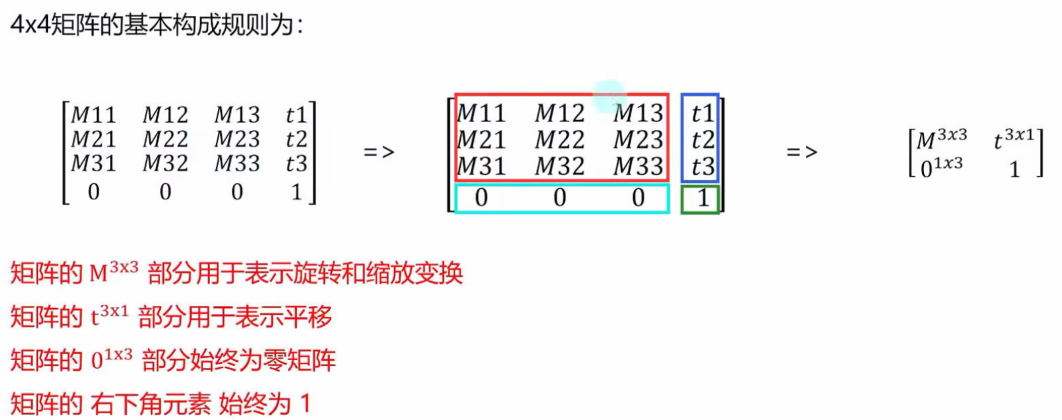 4x4矩阵的基本构成规则为：
M11 M12 M13 t1
M21 M22 M23 t2
M31 M32 M33 t3
0 0 0 1
=>
M11 M12 M13 t1
M21 M22 M23 t2
M31 M32 M33 t3
0 0 0 1
=>
M³ˣ³ t³ˣ¹
0¹ˣ³ 1
矩阵的 M³ˣ³ 部分用于表示旋转和缩放变换
矩阵的 t³ˣ¹ 部分用于表示平移
矩阵的 0¹ˣ³ 部分始终为零矩阵
矩阵的 右下角元素 始终为 1